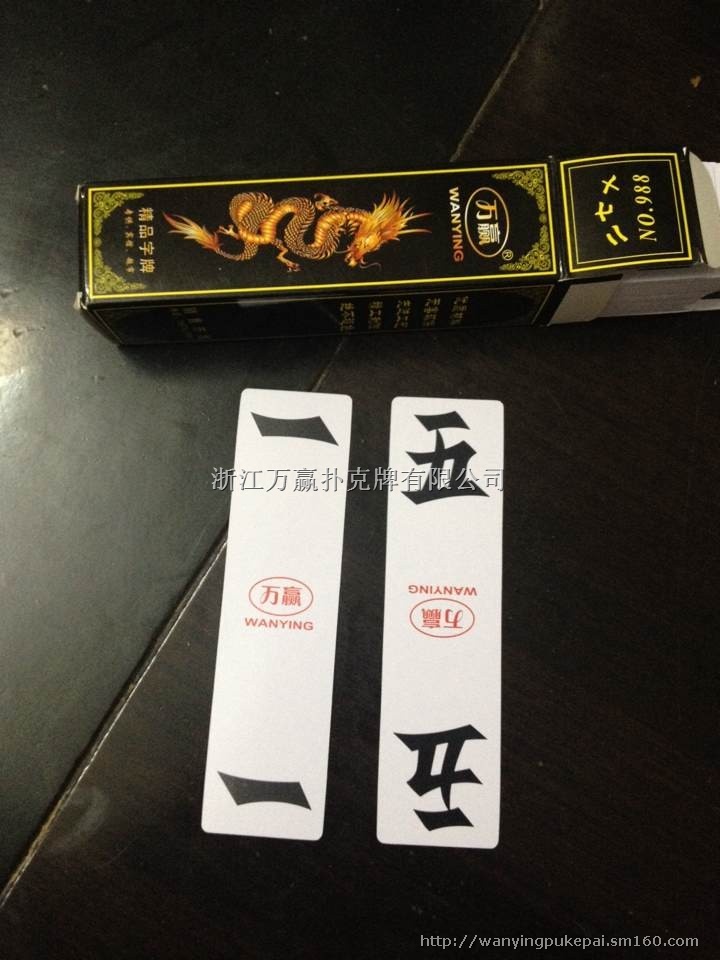 万赢
®
WANYING
精品字牌
二七×
NO.988
浙江万赢扑克牌有限公司
一
万赢
WANYING
一
五
万赢
WANYING
五
http://wanyingpukepai.sm160.com